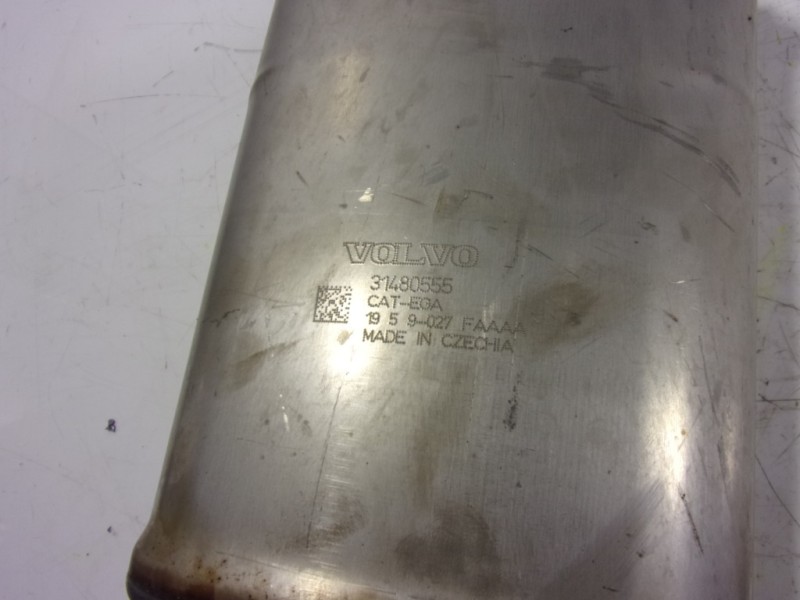 VOLVO
31480555
CAT-EGA
19 5 9-027 FAAAA
MADE IN CZECHIA